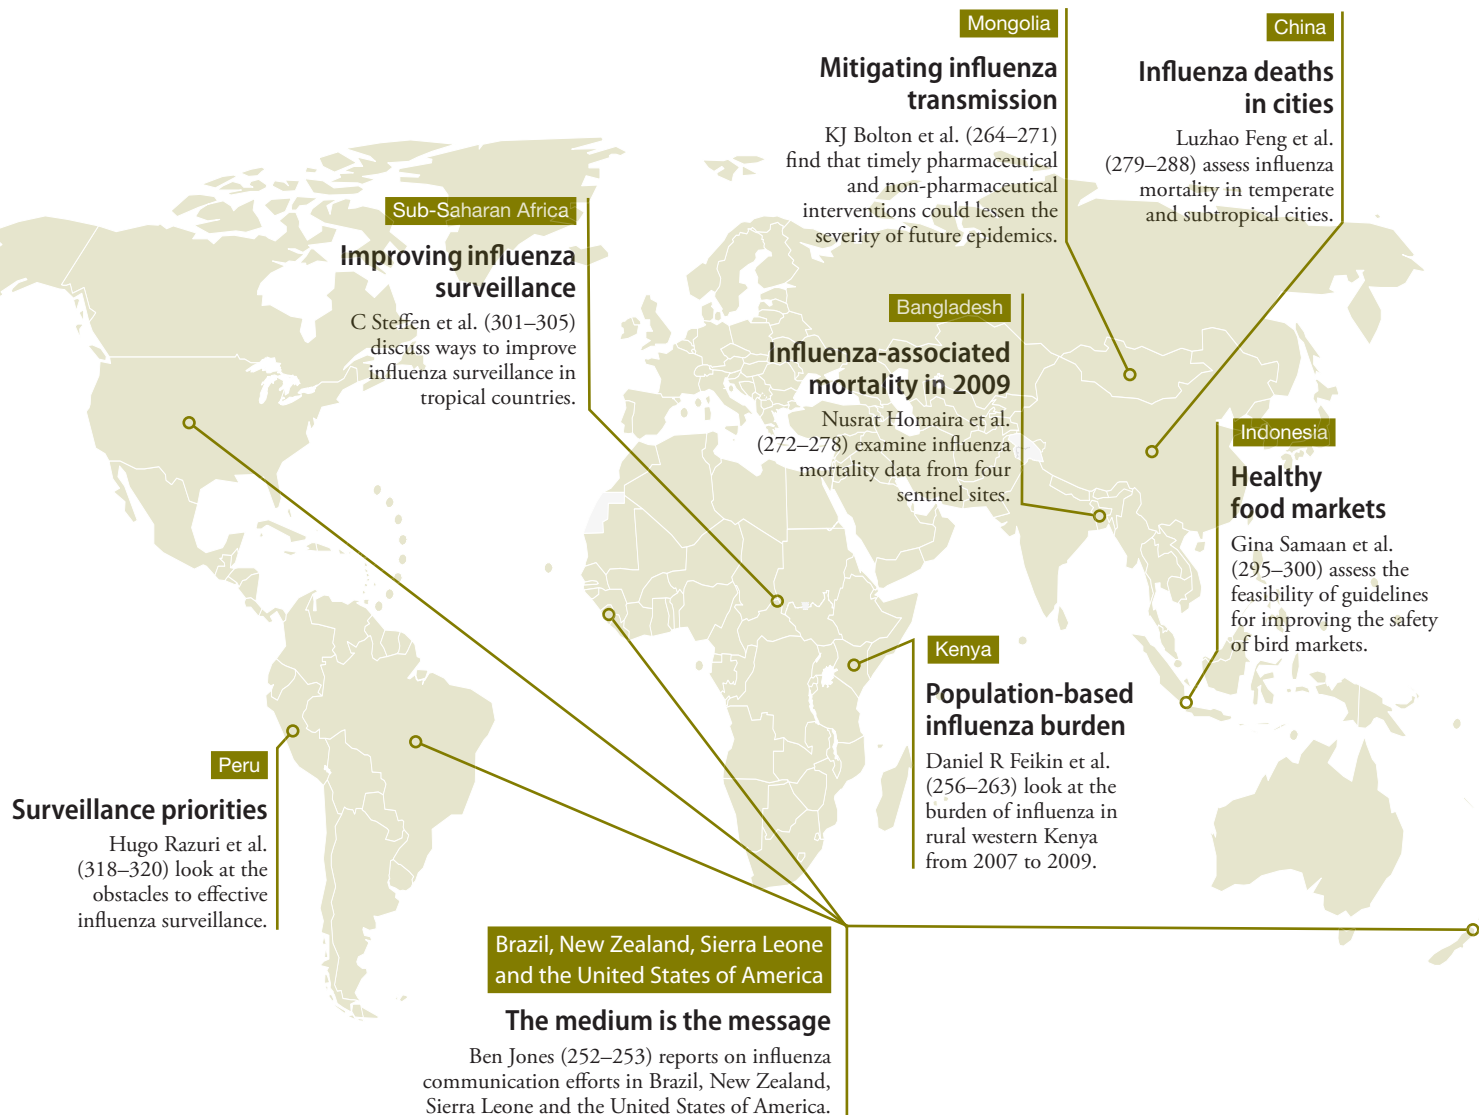 Mongolia
Mitigating influenza
transmission
KJ Bolton et al. (264–271)
find that timely pharmaceutical
and non-pharmaceutical
interventions could lessen the
severity of future epidemics.
China
Influenza deaths
in cities
Luzhao Feng et al.
(279–288) assess influenza
mortality in temperate
and subtropical cities.
Sub-Saharan Africa
Improving influenza
surveillance
C Steffen et al. (301–305)
discuss ways to improve
influenza surveillance in
tropical countries.
Bangladesh
Influenza-associated
mortality in 2009
Nusrat Homaira et al.
(272–278) examine influenza
mortality data from four
sentinel sites.
Indonesia
Healthy
food markets
Gina Samaan et al.
(295–300) assess the
feasibility of guidelines
for improving the safety
of bird markets.
Kenya
Population-based
influenza burden
Daniel R Feikin et al.
(256–263) look at the
burden of influenza in
rural western Kenya
from 2007 to 2009.
Peru
Surveillance priorities
Hugo Razuri et al.
(318–320) look at the
obstacles to effective
influenza surveillance.
Brazil, New Zealand, Sierra Leone
and the United States of America
The medium is the message
Ben Jones (252–253) reports on influenza
communication efforts in Brazil, New Zealand,
Sierra Leone and the United States of America.